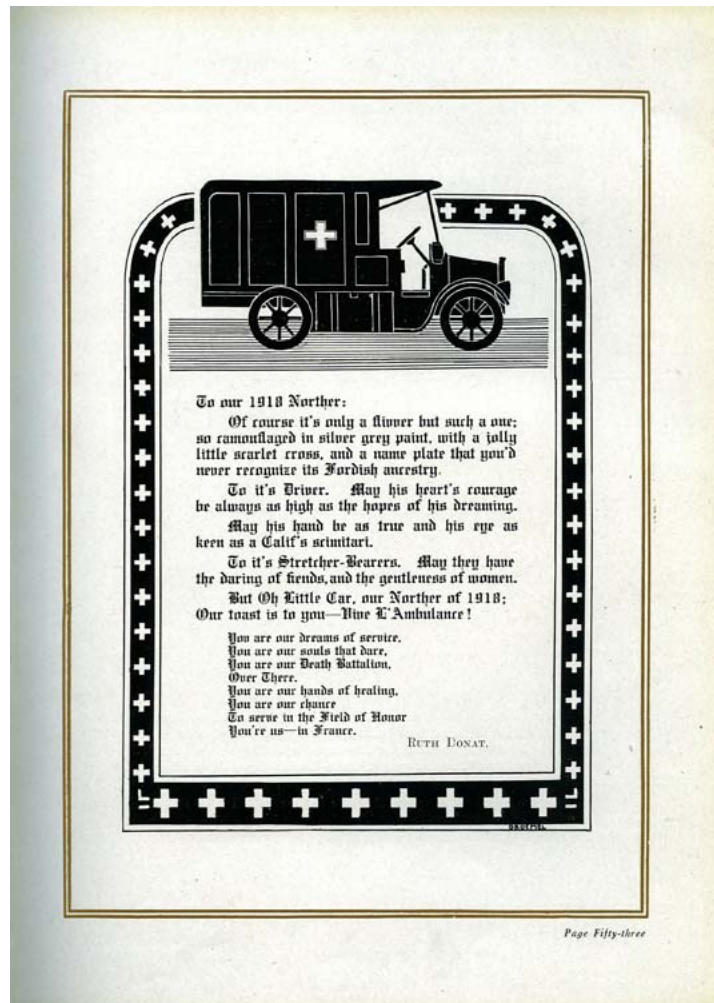 To our 1918 Norther:
Of course it's only a flivver but such a one;
so camouflaged in silver grey paint, with a jolly
little scarlet cross, and a name plate that you'd
never recognize its Fordish ancestry.
To it's Driver. May his heart's courage
be always as high as the hopes of his dreaming.
May his hand be as true and his eye as
keen as a Calif's scimitari.
To it's Stretcher-Bearers. May they have
the daring of fiends, and the gentleness of women.
But Oh Little Car, our Norther of 1918;
Our toast is to you—Vive L'Ambulance!
You are our dreams of service,
You are our souls that dare,
You are our Death Battalion,
Over There.
You are our hands of healing,
You are our chance
To serve in the Field of Honor
You're us—in France.
RUTH DONAT.
Page Fifty-three